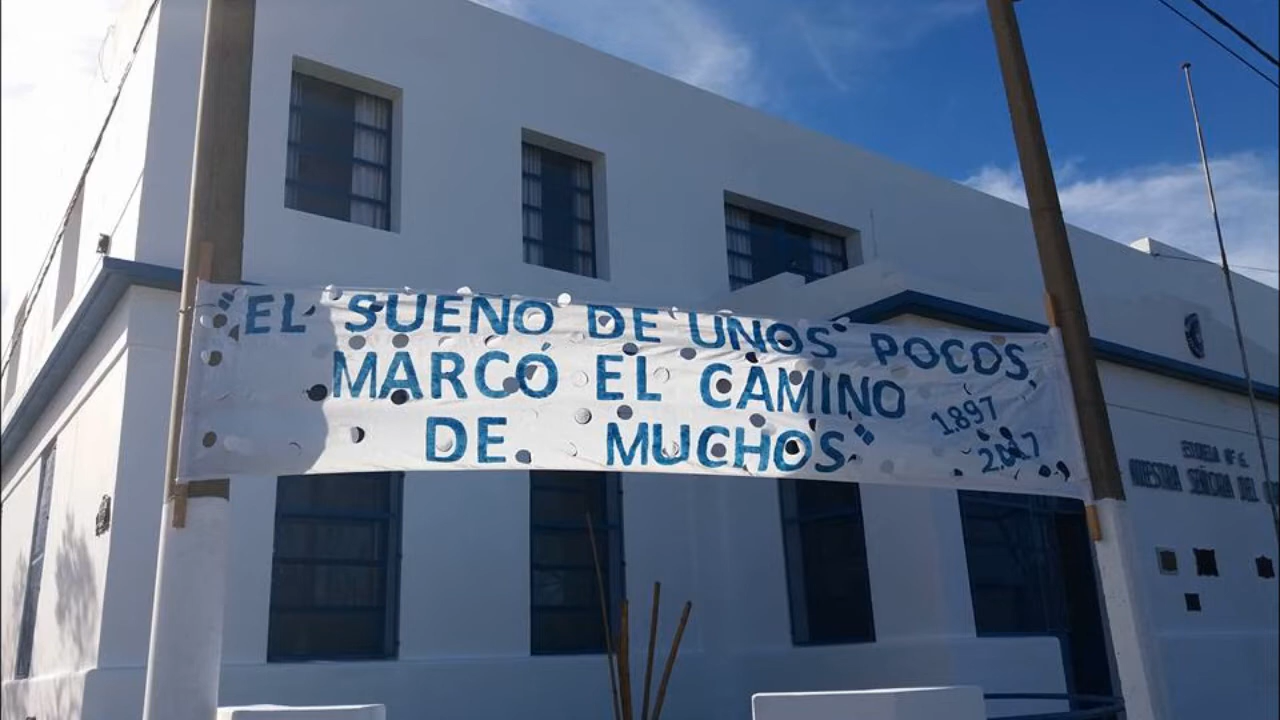 "EL SUEÑO DE UNOS POCOS,
MARCÓ EL CAMINO
DE MUCHOS"
1897
2017
ESCUELA Nº 6
NUESTRA SEÑORA DEL